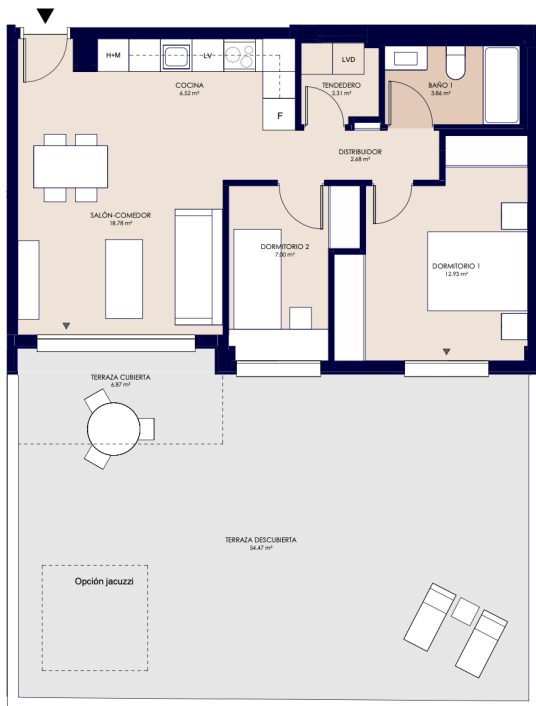 H+M
LV
LVD
COCINA
6.52 m²
TENDEDERO
2.31 m²
BAÑO 1
3.86 m²
F
DISTRIBUIDOR
2.68 m²
SALÓN-COMEDOR
18.78 m²
DORMITORIO 2
7.00 m²
DORMITORIO 1
12.93 m²
TERRAZA CUBIERTA
6.87 m²
TERRAZA DESCUBIERTA
54.47 m²
Opción jacuzzi